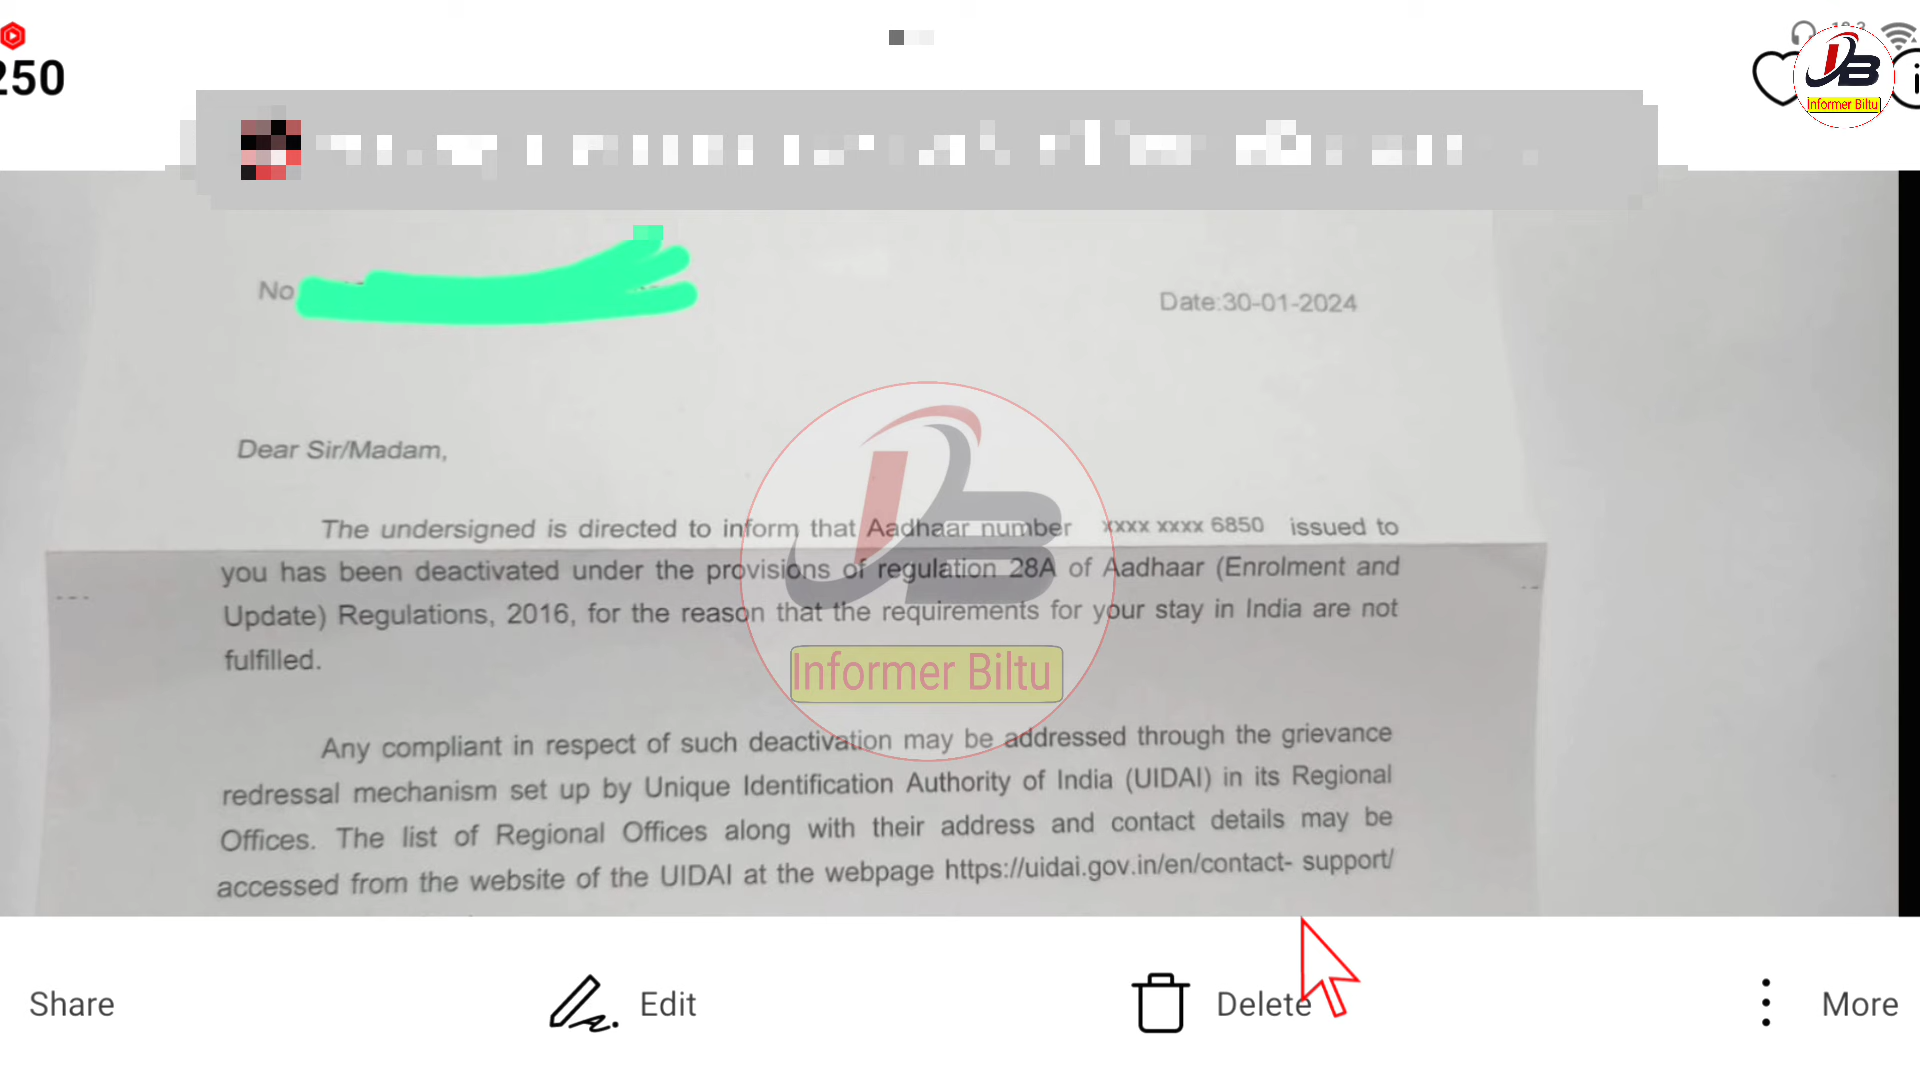 250
Informer Biltu
No
Date:30-01-2024
Dear Sir/Madam,
The undersigned is directed to inform that Aadhaar number xxxx xxxx 6850 issued to
you has been deactivated under the provisions of regulation 28A of Aadhaar (Enrolment and
Update) Regulations, 2016, for the reason that the requirements for your stay in India are not
fulfilled.
Informer Biltu
Any compliant in respect of such deactivation may be addressed through the grievance
redressal mechanism set up by Unique Identification Authority of India (UIDAI) in its Regional
Offices. The list of Regional Offices along with their address and contact details may be
accessed from the website of the UIDAI at the webpage https://uidai.gov.in/en/contact- support/
Share Edit Delete More